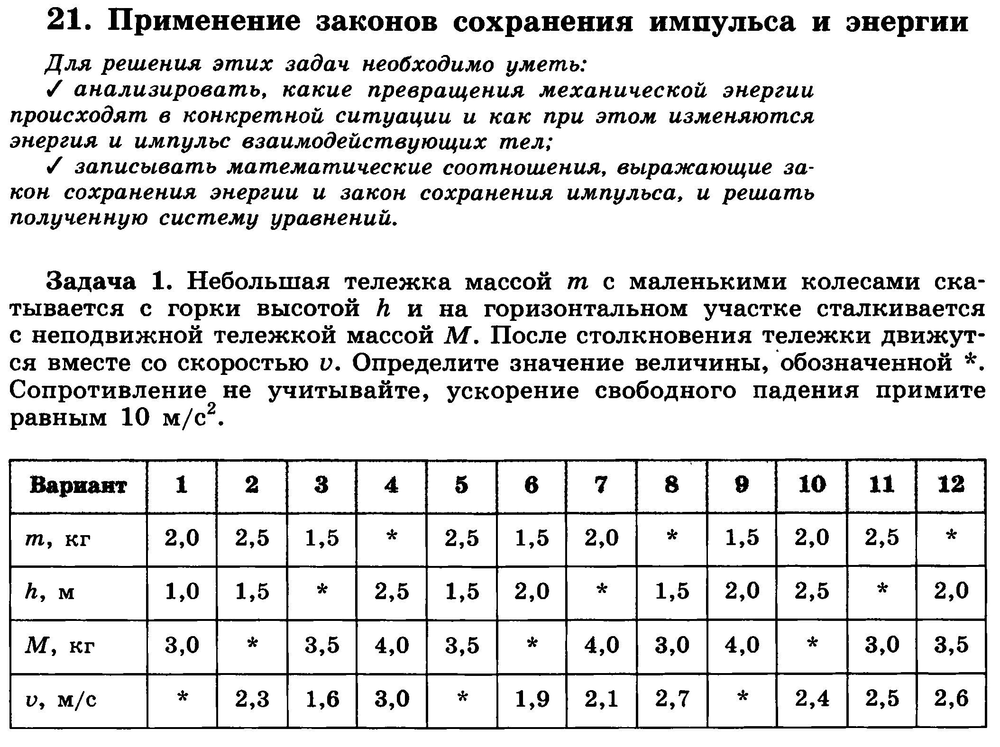 21. Применение законов сохранения импульса и энергии
Для решения этих задач необходимо уметь:
✓ анализировать, какие превращения механической энергии
происходят в конкретной ситуации и как при этом изменяются
энергия и импульс взаимодействующих тел;
✓ записывать математические соотношения, выражающие за-
кон сохранения энергии и закон сохранения импульса, и решать
полученную систему уравнений.
Задача 1. Небольшая тележка массой m с маленькими колесами ска-
тывается с горки высотой h и на горизонтальном участке сталкивается
с неподвижной тележкой массой M. После столкновения тележки движут-
ся вместе со скоростью v. Определите значение величины, обозначенной *.
Сопротивление не учитывайте, ускорение свободного падения примите
равным 10 м/с².
Вариант 1 2 3 4 5 6 7 8 9 10 11 12
m, кг 2,0 2,5 1,5 * 2,5 1,5 2,0 * 1,5 2,0 2,5 *
h, м 1,0 1,5 * 2,5 1,5 2,0 * 1,5 2,0 2,5 * 2,0
M, кг 3,0 * 3,5 4,0 3,5 * 4,0 3,0 4,0 * 3,0 3,5
v, м/с * 2,3 1,6 3,0 * 1,9 2,1 2,7 * 2,4 2,5 2,6